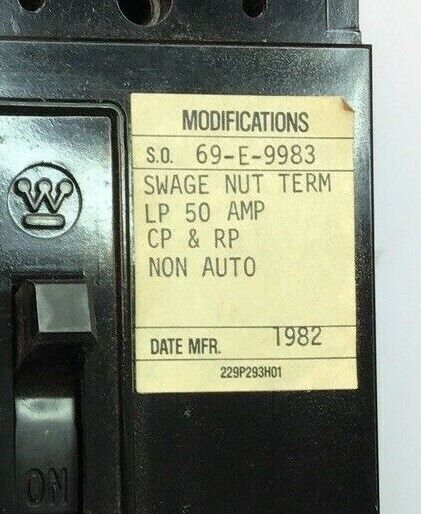 MODIFICATIONS
S.O. 69-E-9983
SWAGE NUT TERM
LP 50 AMP
CP & RP
NON AUTO
DATE MFR. 1982
229P293H01
W
ON